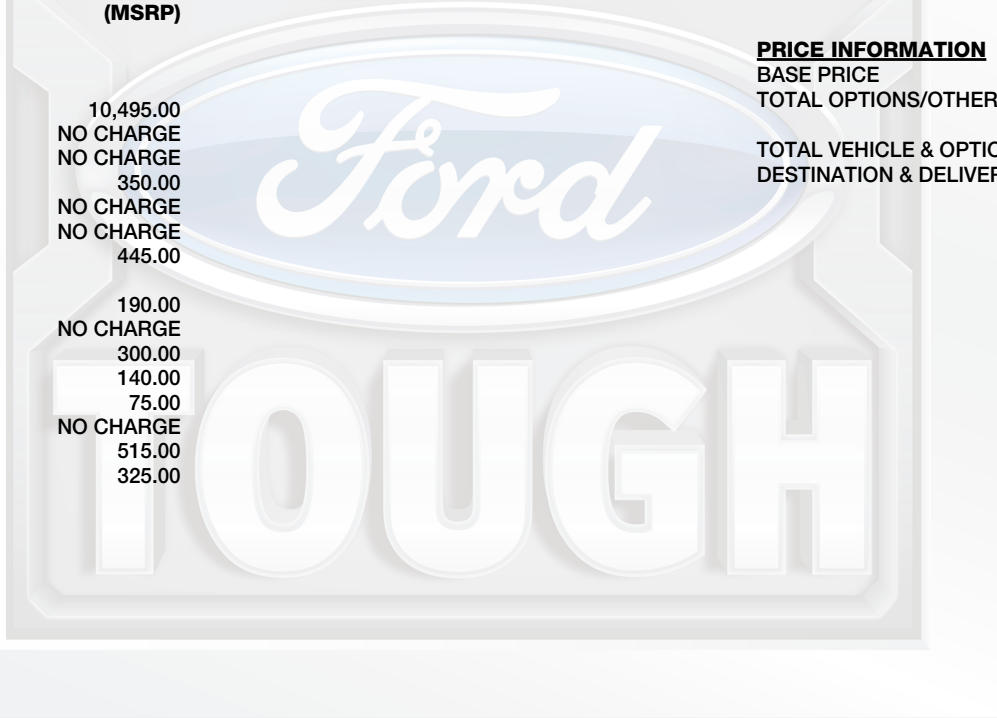 (MSRP)
10,495.00
NO CHARGE
NO CHARGE
350.00
NO CHARGE
NO CHARGE
445.00
190.00
NO CHARGE
300.00
140.00
75.00
NO CHARGE
515.00
325.00
PRICE INFORMATION
BASE PRICE
TOTAL OPTIONS/OTHER
TOTAL VEHICLE & OPTIO
DESTINATION & DELIVER
Ford
TOUGH